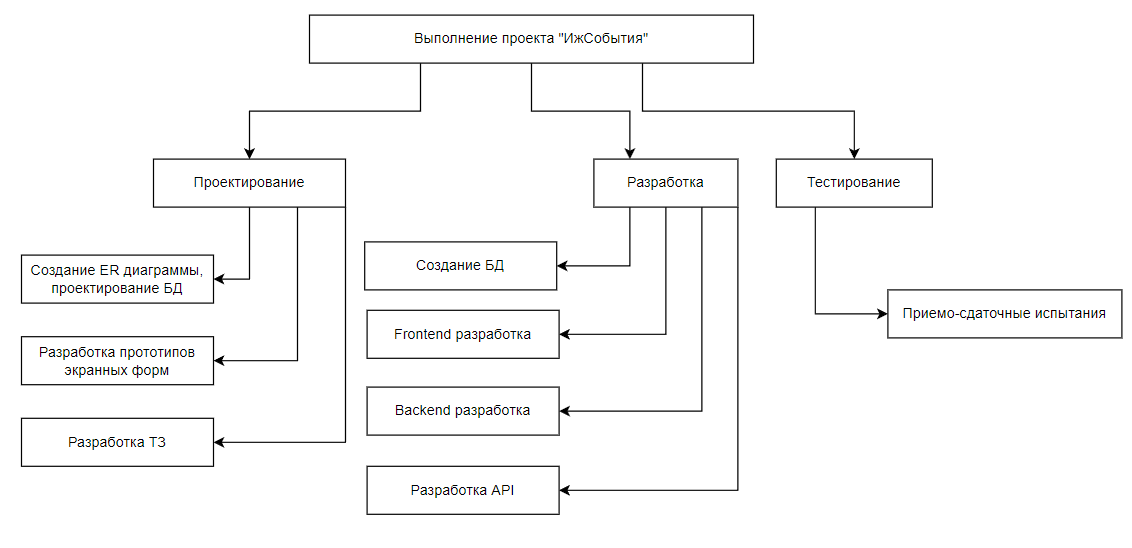 Выполнение проекта "ИжСобытия"
Проектирование
Разработка
Тестирование
Создание ER диаграммы,
проектирование БД
Разработка прототипов
экранных форм
Разработка ТЗ
Создание БД
Frontend разработка
Backend разработка
Разработка API
Приемо-сдаточные испытания